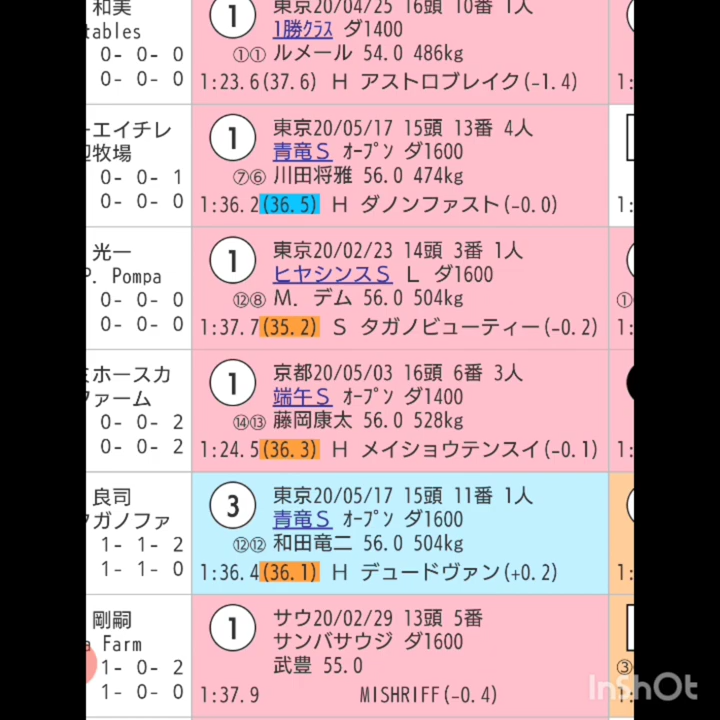 和美
tables
0- 0- 0
0- 0- 0
1
東京20/04/25 16頭 10番 1人
1勝クラス ダ1400
①① ルメール 54.0 486kg
1:23.6(37.6) H アストロブレイク(-1.4)
1:
ーエイチレ
辺牧場
0- 0- 1
0- 0- 0
1
東京20/05/17 15頭 13番 4人
青竜S オープン ダ1600
⑦⑥ 川田将雅 56.0 474kg
1:36.2(36.5) H ダノンファスト(-0.0)
1:
光一
P. Pompa
0- 0- 0
0- 0- 0
1
東京20/02/23 14頭 3番 1人
ヒヤシンスS L ダ1600
⑫⑧ M. デム 56.0 504kg
1:37.7(35.2) S タガノビューティー(-0.2)
①
1:
ホースカ
ファーム
0- 0- 2
0- 0- 2
1
京都20/05/03 16頭 6番 3人
端午S オープン ダ1400
⑭⑬ 藤岡康太 56.0 528kg
1:24.5(36.3) H メイショウテンスイ(-0.1)
1:
良司
タガノファ
1- 1- 2
1- 1- 0
3
東京20/05/17 15頭 11番 1人
青竜S オープン ダ1600
⑫⑫ 和田竜二 56.0 504kg
1:36.4(36.1) H デュードヴァン(+0.2)
1:
剛嗣
a Farm
1- 0- 2
1- 0- 0
1
サウ20/02/29 13頭 5番
サンバサウジ ダ1600
武豊 55.0
1:37.9 MISHRIFF(-0.4)
③
1:
InShOt